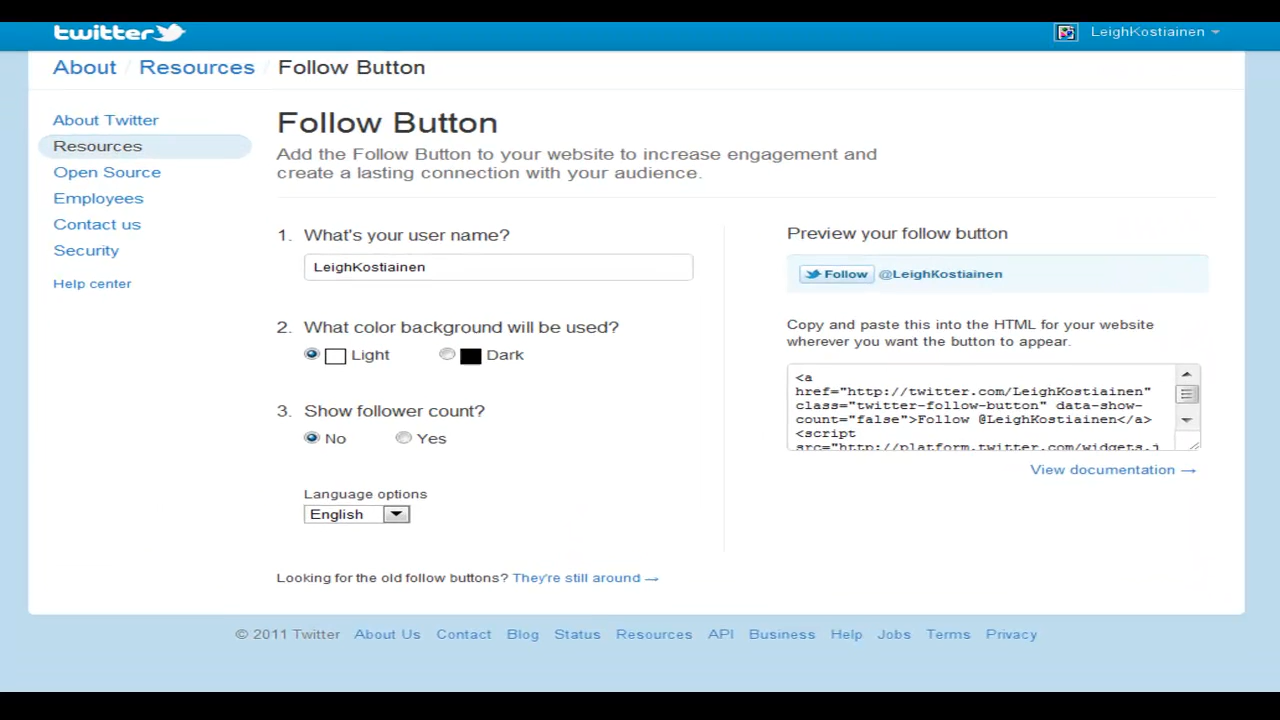 twitter
LeighKostiainen
About / Resources / Follow Button
About Twitter
Resources
Open Source
Employees
Contact us
Security
Help center
Follow Button
Add the Follow Button to your website to increase engagement and
create a lasting connection with your audience.
1. What's your user name?
LeighKostiainen
2. What color background will be used?
Light Dark
3. Show follower count?
No Yes
Language options
English
Looking for the old follow buttons? They're still around →
Preview your follow button
Follow @LeighKostiainen
Copy and paste this into the HTML for your website
wherever you want the button to appear.
<a
href="http://twitter.com/LeighKostiainen"
class="twitter-follow-button" data-show-
count="false">Follow @LeighKostiainen</a>
<script
src="http://platform.twitter.com/widgets.j
View documentation →
© 2011 Twitter About Us Contact Blog Status Resources API Business Help Jobs Terms Privacy